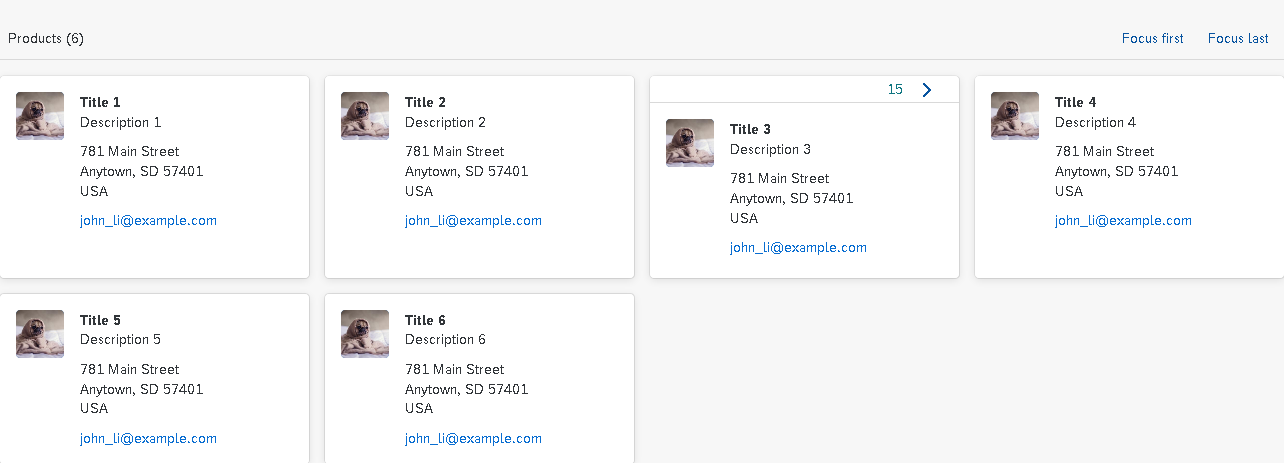 Products (6)
Focus first
Focus last
Title 1
Description 1
781 Main Street
Anytown, SD 57401
USA
john_li@example.com
Title 2
Description 2
781 Main Street
Anytown, SD 57401
USA
john_li@example.com
15
Title 3
Description 3
781 Main Street
Anytown, SD 57401
USA
john_li@example.com
Title 4
Description 4
781 Main Street
Anytown, SD 57401
USA
john_li@example.com
Title 5
Description 5
781 Main Street
Anytown, SD 57401
USA
john_li@example.com
Title 6
Description 6
781 Main Street
Anytown, SD 57401
USA
john_li@example.com